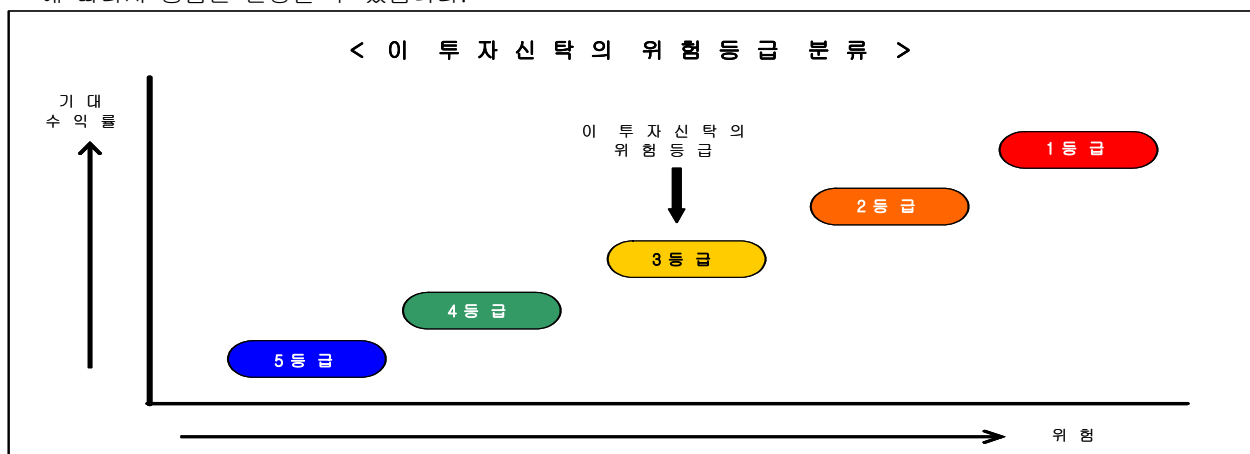 < 이 투자신탁의 위험등급 분류 >
기대
수익률
이 투자신탁의
위험등급
1등급
2등급
3등급
4등급
5등급
위험